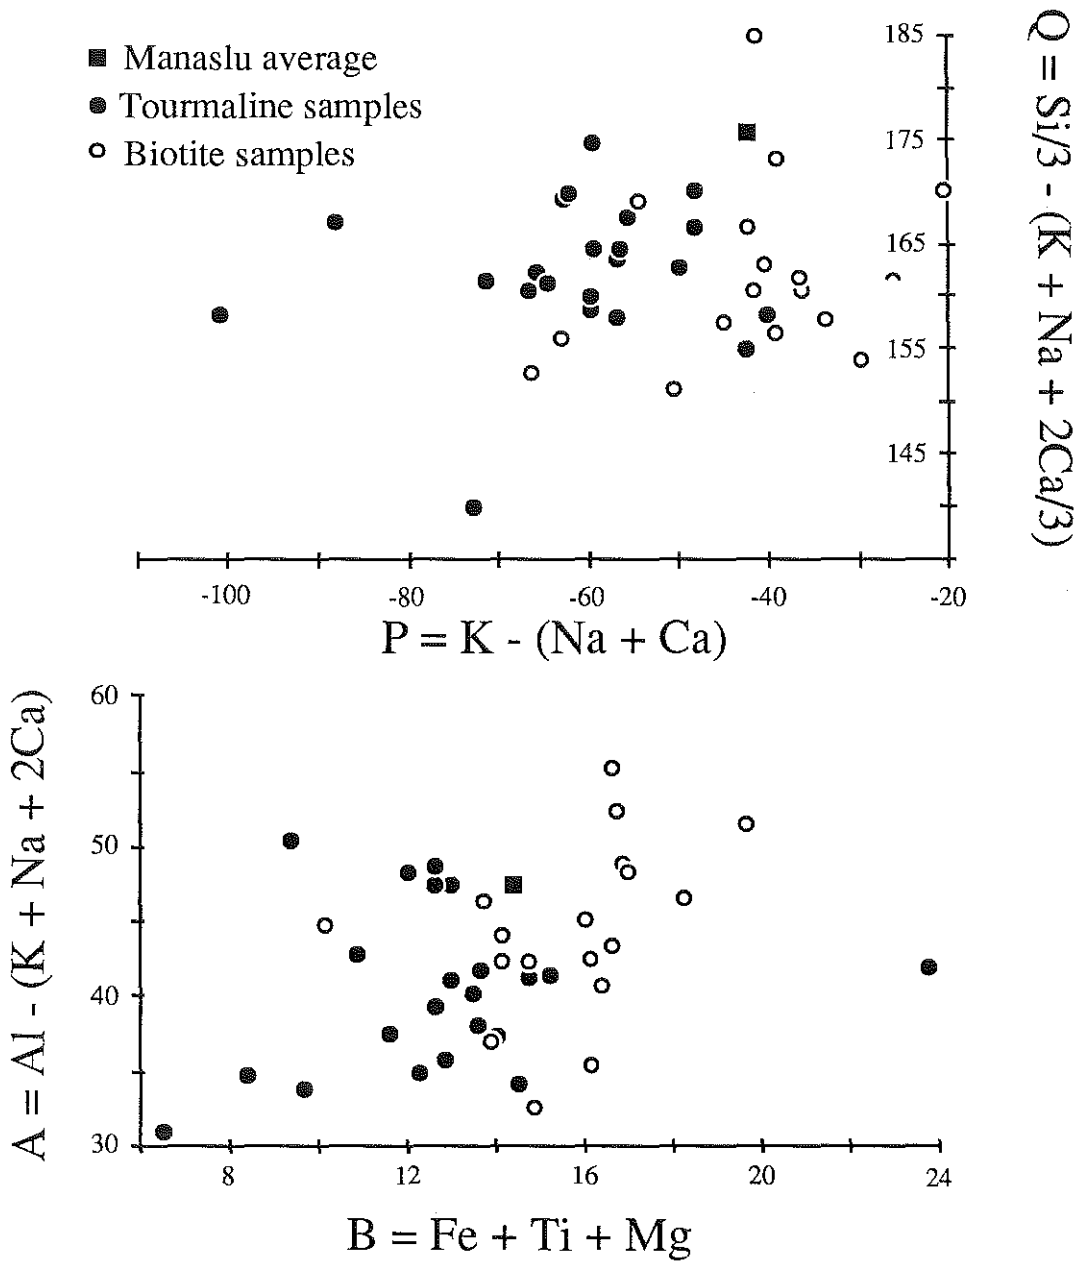 Manaslu average
Tourmaline samples
Biotite samples
185
175
165
155
145
Q = Si/3 - (K + Na + 2Ca/3)
-100
-80
-60
-40
-20
P = K - (Na + Ca)
60
50
40
30
A = Al - (K + Na + 2Ca)
8
12
16
20
24
B = Fe + Ti + Mg